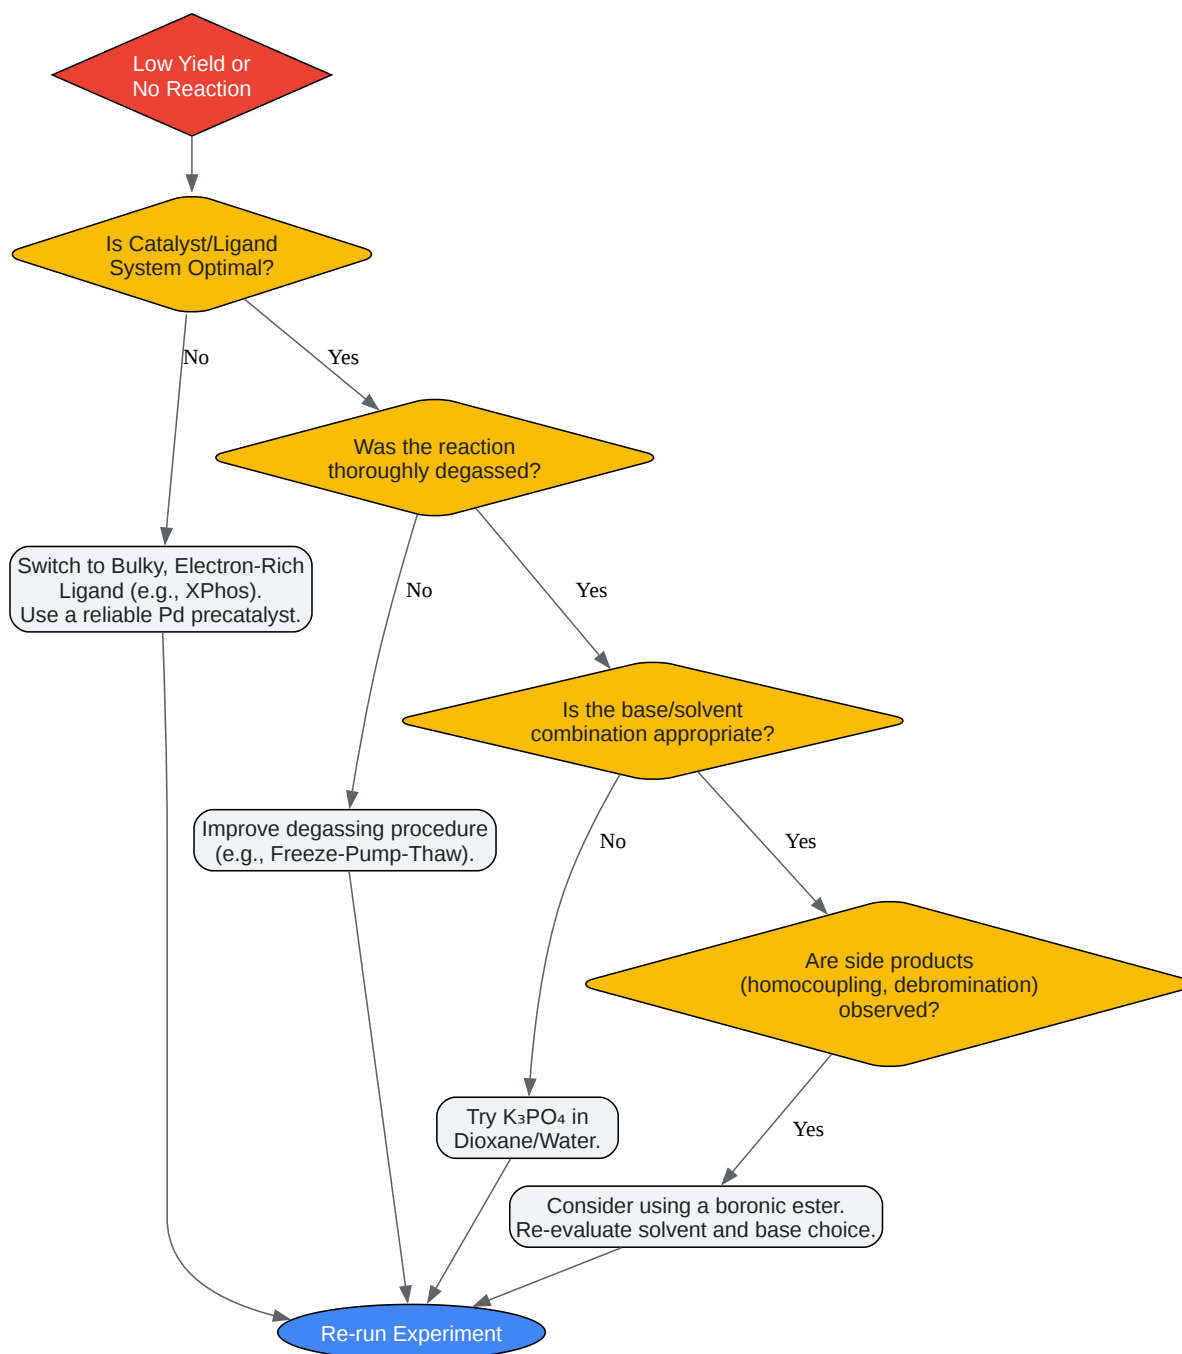 Low Yield or
No Reaction
Is Catalyst/Ligand
System Optimal?
No
Yes
Was the reaction
thoroughly degassed?
Switch to Bulky, Electron-Rich
Ligand (e.g., XPhos).
Use a reliable Pd precatalyst.
No
Yes
Is the base/solvent
combination appropriate?
Improve degassing procedure
(e.g., Freeze-Pump-Thaw).
No
Yes
Are side products
(homocoupling, debromination)
observed?
Try K₃PO₄ in
Dioxane/Water.
Yes
Consider using a boronic ester.
Re-evaluate solvent and base choice.
Re-run Experiment